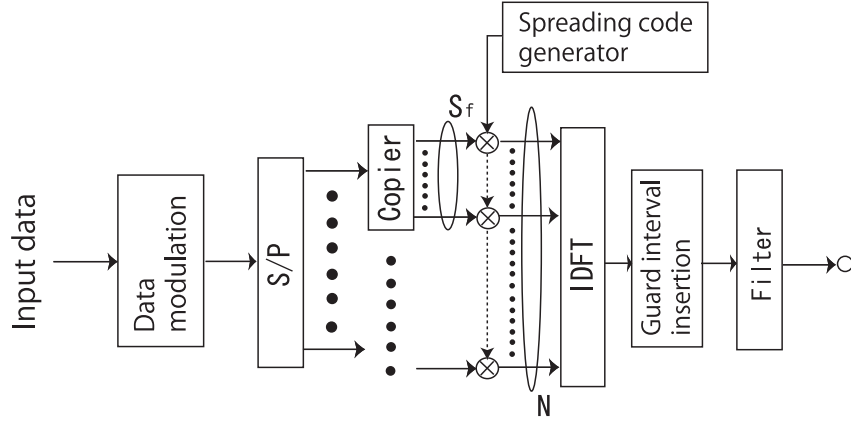 Spreading code
generator
Sf
Copier
Input data
Data
modulation
S/P
IDFT
Guard interval
insertion
Filter
N